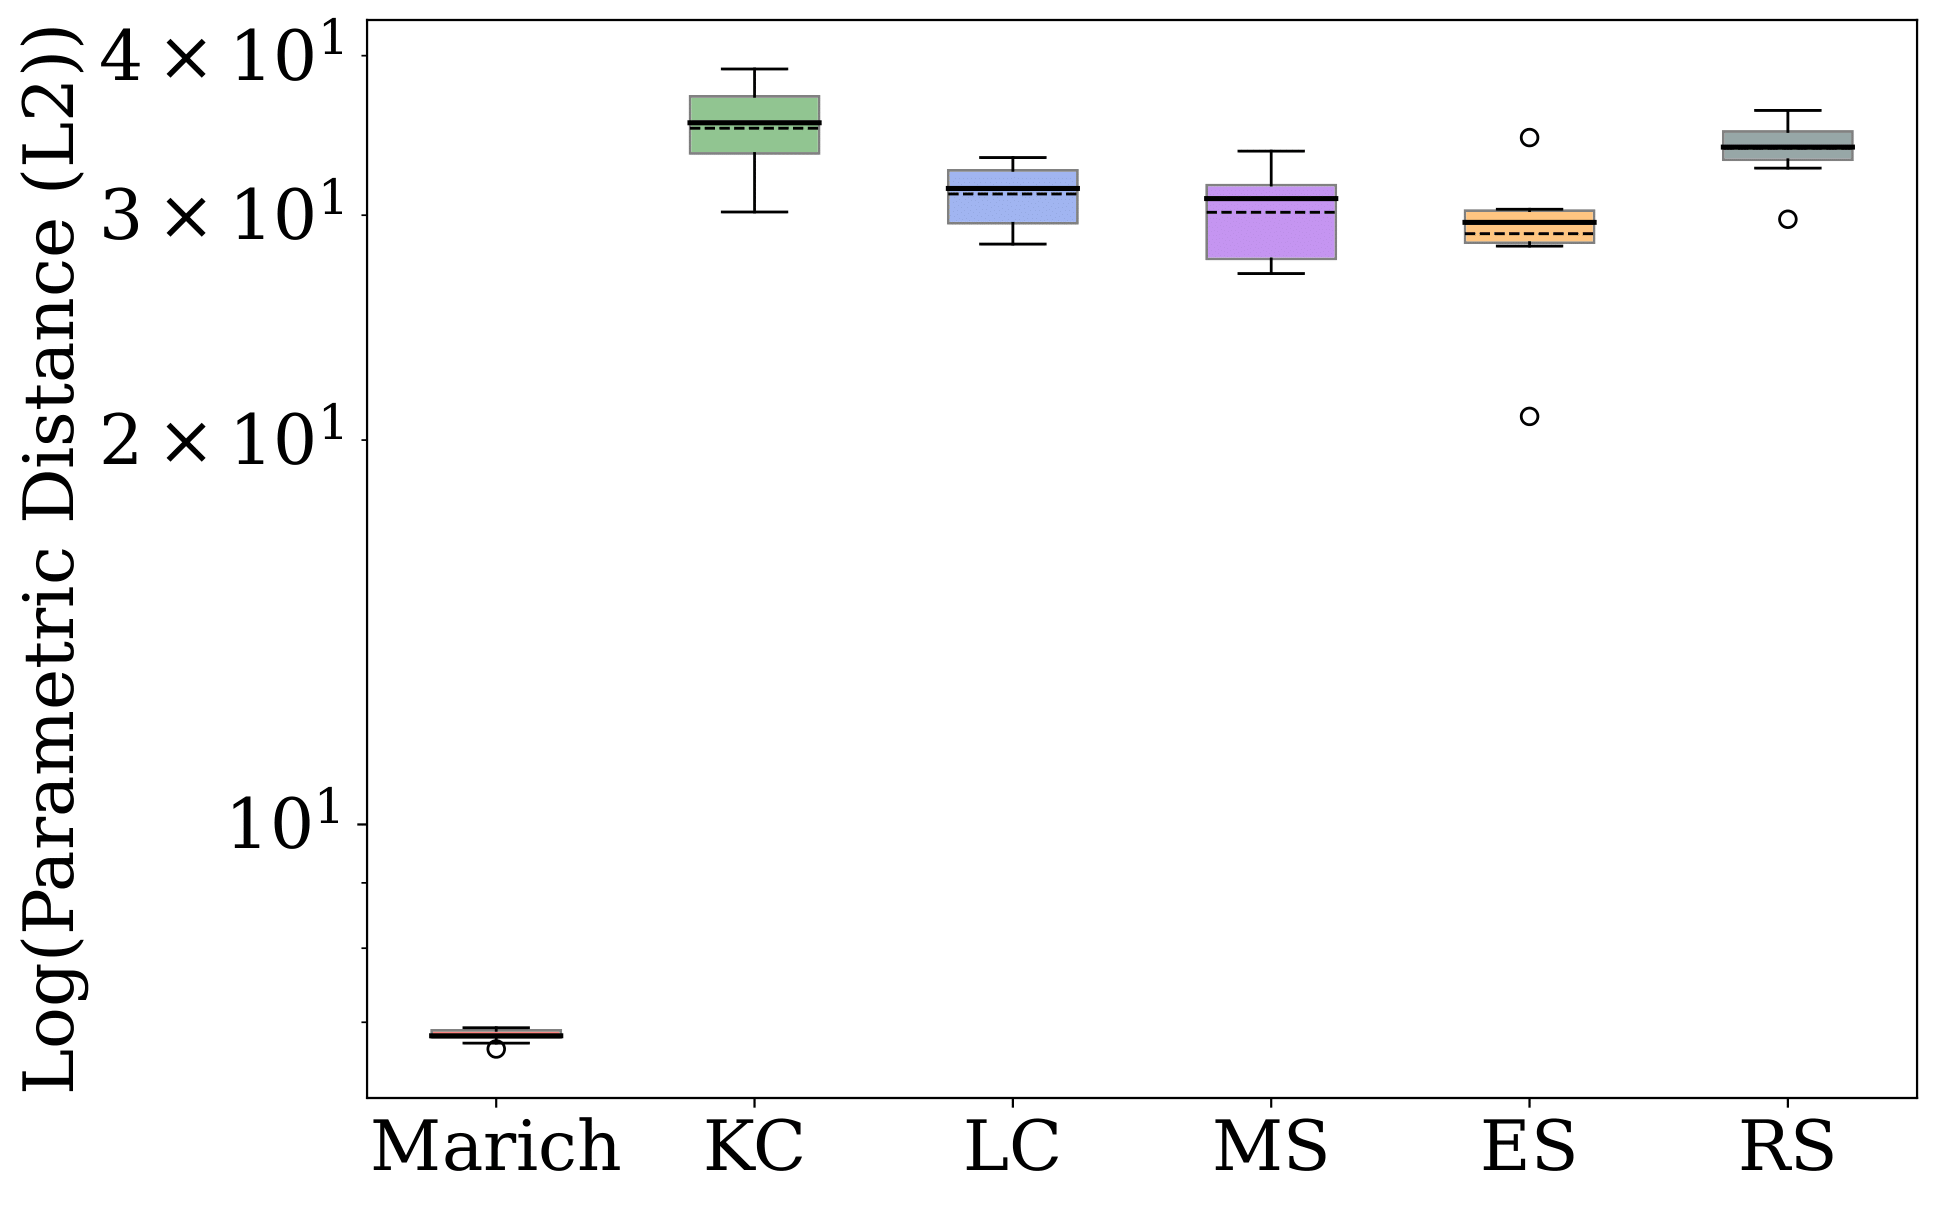 Log(Parametric Distance (L2))
4 × 10¹
3 × 10¹
2 × 10¹
10¹
Marich KC LC MS ES RS